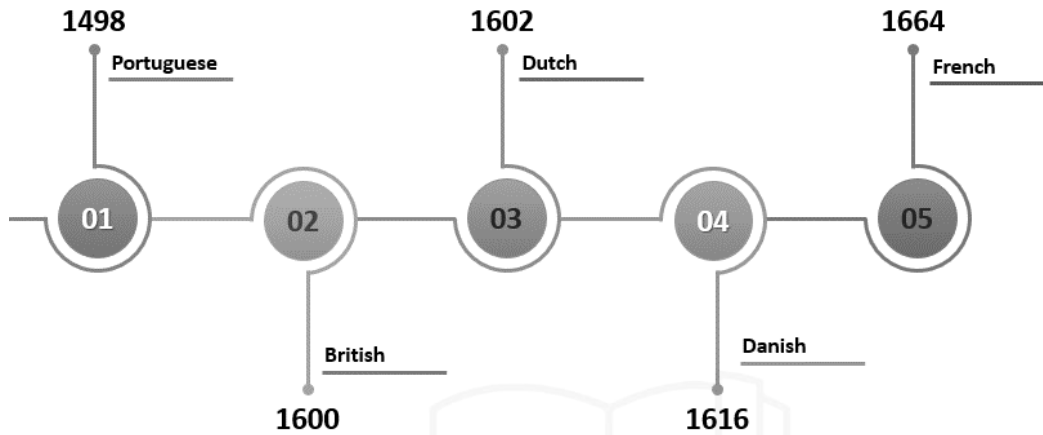 1498
Portuguese
01
British
1600
02
1602
Dutch
03
Danish
1616
04
1664
French
05